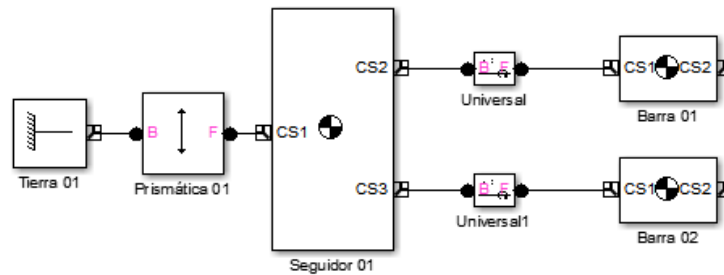 CS2
B F
CS1 CS2
Universal
Barra 01
B F
CS1
Tierra 01
Prismática 01
CS3
B F
CS1 CS2
Universal1
Barra 02
Seguidor 01